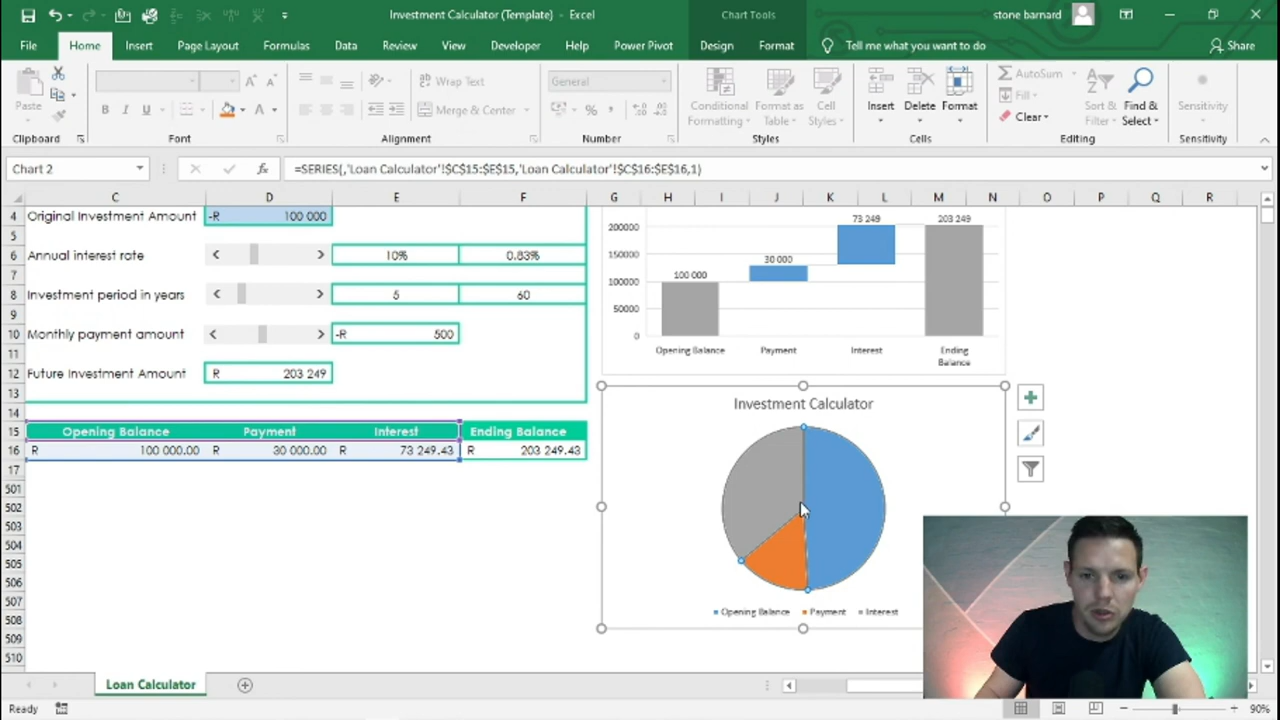 Investment Calculator (Template) - Excel
Chart Tools
stone barnard
File Home Insert Page Layout Formulas Data Review View Developer Help Power Pivot Design Format Tell me what you want to do Share
Paste
Clipboard
B I U A
Font
Wrap Text
Merge & Center
Alignment
General
%
Number
Conditional Formatting
Format as Table
Cell Styles
Styles
Insert
Delete
Format
Cells
AutoSum
Fill
Clear
Sort & Filter
Find & Select
Editing
Sensitivity
Sensitivity
Chart 2
fx
=SERIES(,'Loan Calculator'!$C$15:$E$15,'Loan Calculator'!$C$16:$E$16,1)
C D E F G H I J K L M N O P Q R
4 Original Investment Amount -R 100 000
5
6 Annual interest rate 10% 0.83%
7
8 Investment period in years 5 60
9
10 Monthly payment amount -R 500
11
12 Future Investment Amount R 203 249
13
14
15 Opening Balance Payment Interest Ending Balance
16 R 100 000.00 R 30 000.00 R 73 249.43 R 203 249.43
17
501
502
503
504
505
506
507
508
509
510
200000
150000
100000
50000
0
100 000
30 000
73 249
203 249
Opening Balance
Payment
Interest
Ending
Balance
Investment Calculator
Opening Balance Payment Interest
Loan Calculator
Ready
90%